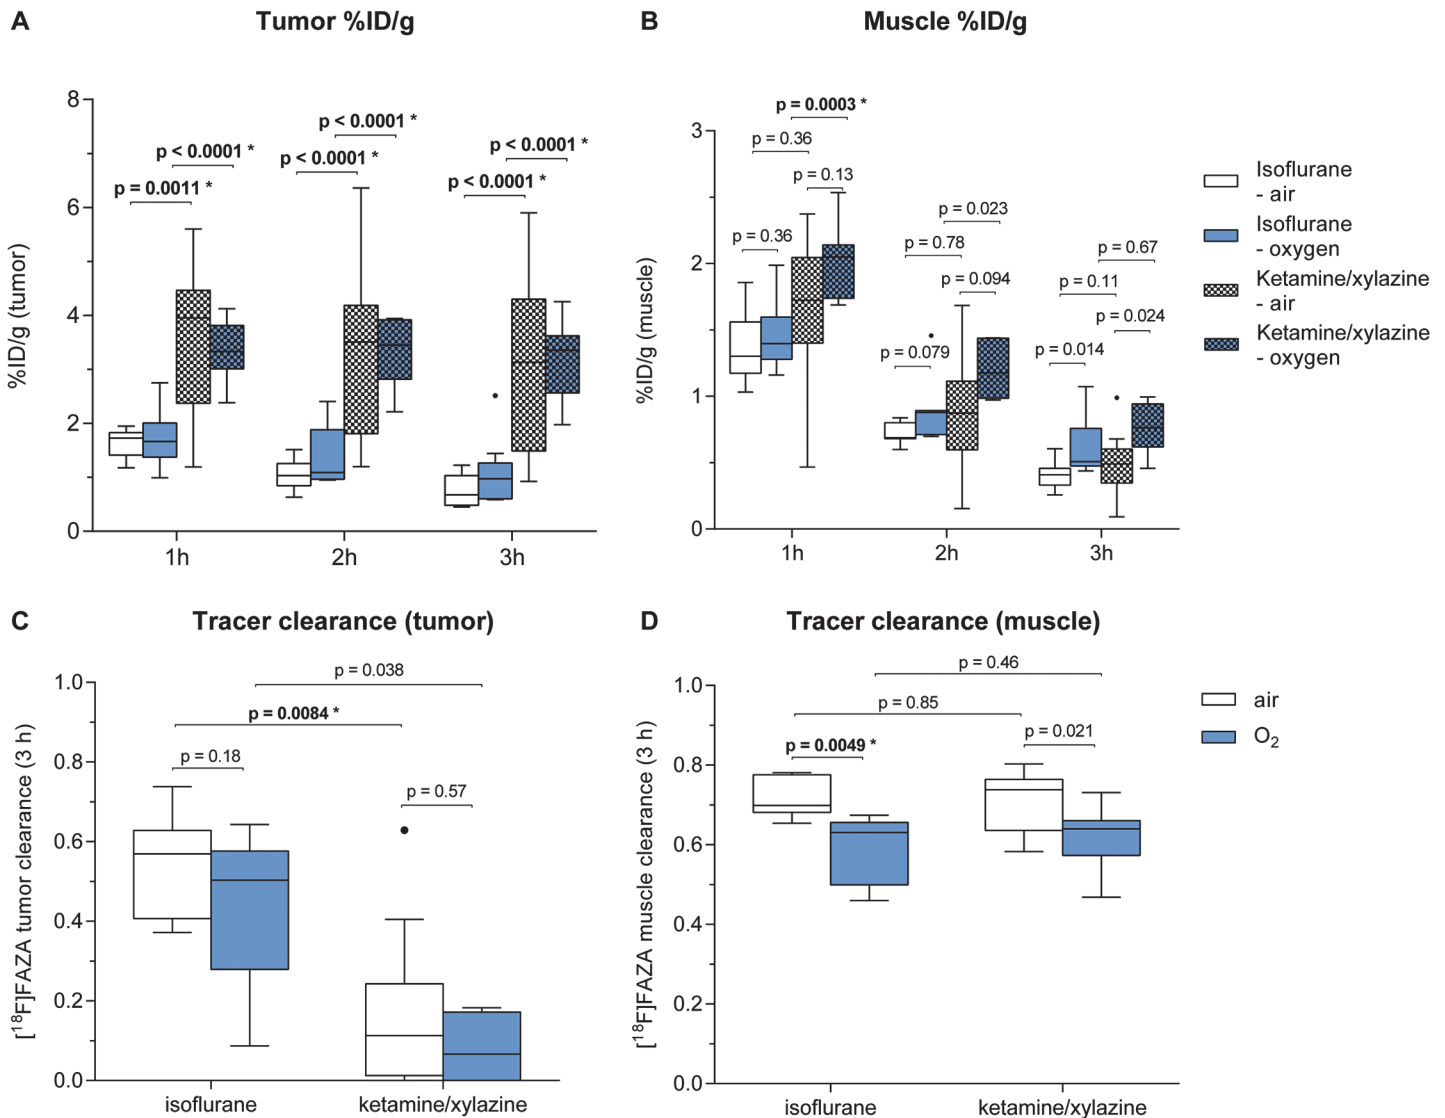 A
Tumor %ID/g
%ID/g (tumor)
8
6
4
2
0
p = 0.0011 *
p < 0.0001 *
p < 0.0001 *
p < 0.0001 *
p < 0.0001 *
p < 0.0001 *
1h
2h
3h
B
Muscle %ID/g
%ID/g (muscle)
3
2
1
0
p = 0.0003 *
p = 0.36
p = 0.13
p = 0.36
p = 0.023
p = 0.78
p = 0.094
p = 0.079
p = 0.67
p = 0.11
p = 0.024
p = 0.014
1h
2h
3h
Isoflurane
- air
Isoflurane
- oxygen
Ketamine/xylazine
- air
Ketamine/xylazine
- oxygen
C
Tracer clearance (tumor)
[18F]FAZA tumor clearance (3 h)
1.0
0.8
0.6
0.4
0.2
0.0
p = 0.038
p = 0.0084 *
p = 0.18
p = 0.57
isoflurane
ketamine/xylazine
D
Tracer clearance (muscle)
[18F]FAZA muscle clearance (3 h)
1.0
0.8
0.6
0.4
0.2
0.0
p = 0.46
p = 0.85
p = 0.0049 *
p = 0.021
isoflurane
ketamine/xylazine
air
O2